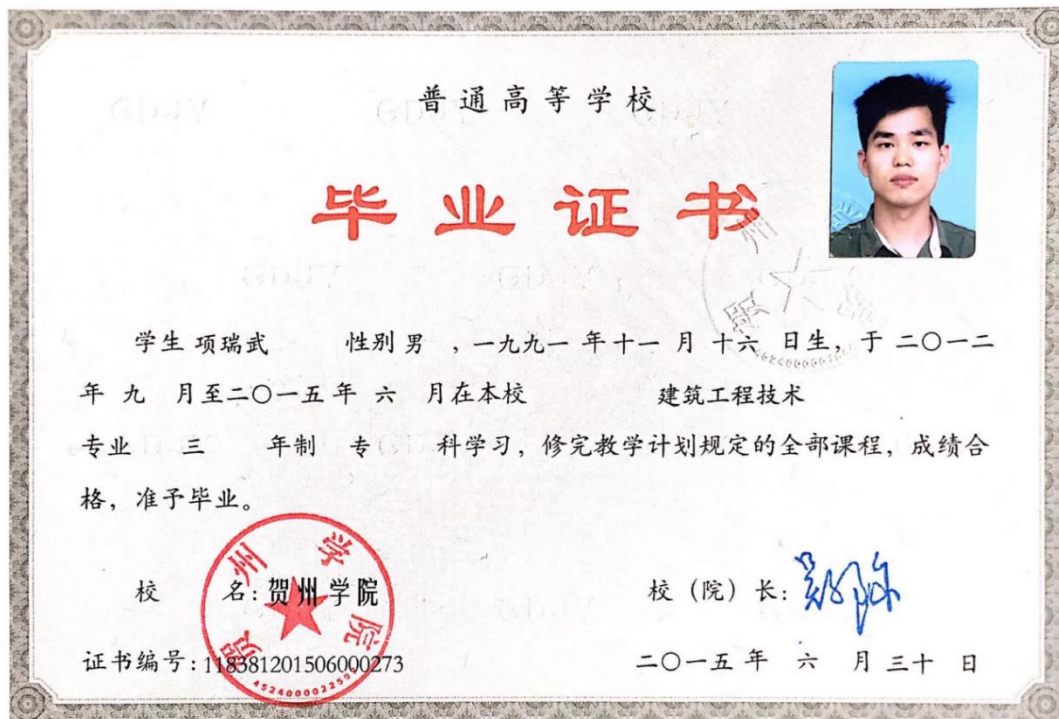 普通高等学校
毕业证书
学生 项瑞武 性别 男 ，一九九一 年 十一 月 十六 日生，于 二〇一二
年 九 月至二〇一五 年 六 月在本校 建筑工程技术
专业 三 年制 专 科学习，修完教学计划规定的全部课程，成绩合
格，准予毕业。
校 名：贺州学院
校（院）长：
证书编号：118381201506000273
二〇一五 年 六 月 三十 日
贺州学院